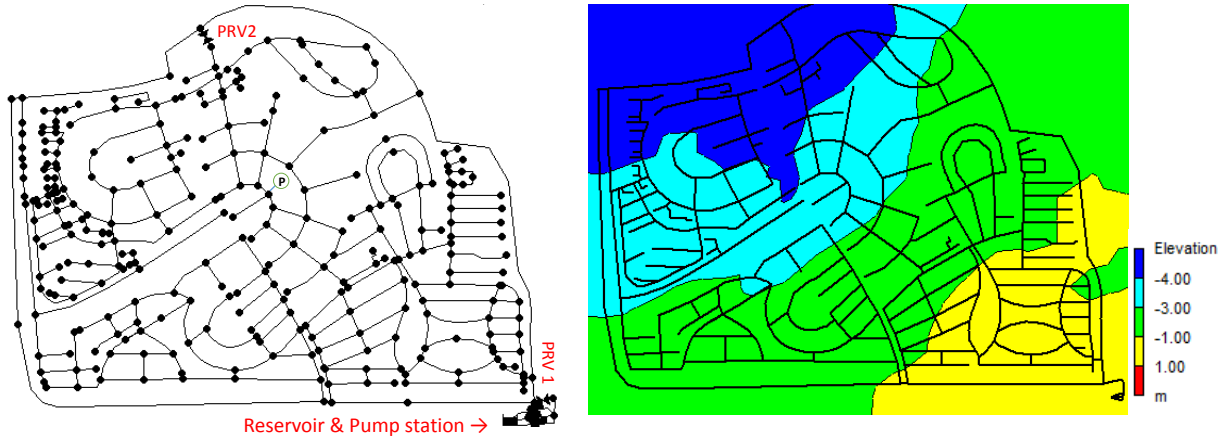 PRV2
P
PRV 1
Reservoir & Pump station →
Elevation
-4.00
-3.00
-1.00
1.00
m